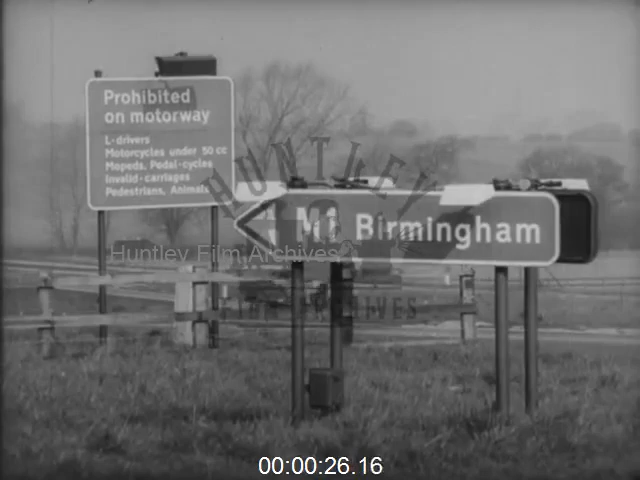 Prohibited
on motorway
L-drivers
Motorcycles under 50 cc
Mopeds, Pedal-cycles
Invalid-carriages
Pedestrians, Animals
M1 Birmingham
HUNTLEY
Huntley Film Archives
FILM ARCHIVES
00:00:26.16